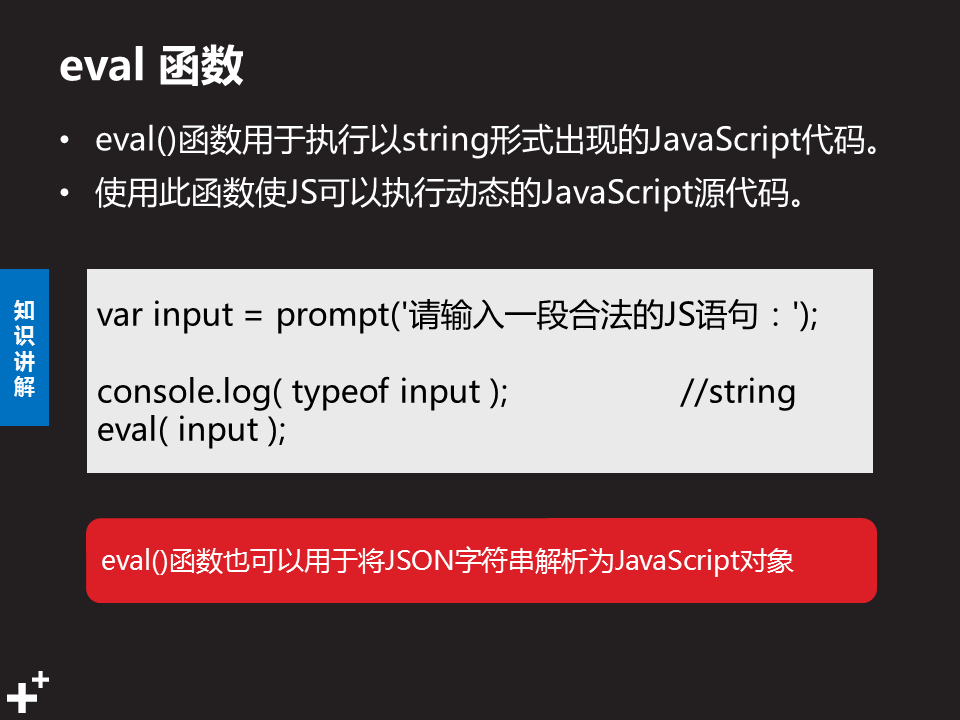 eval 函数
• eval()函数用于执行以string形式出现的JavaScript代码。
• 使用此函数使JS可以执行动态的JavaScript源代码。
知识讲解
var input = prompt('请输入一段合法的JS语句：');
console.log( typeof input ); //string
eval( input );
eval()函数也可以用于将JSON字符串解析为JavaScript对象